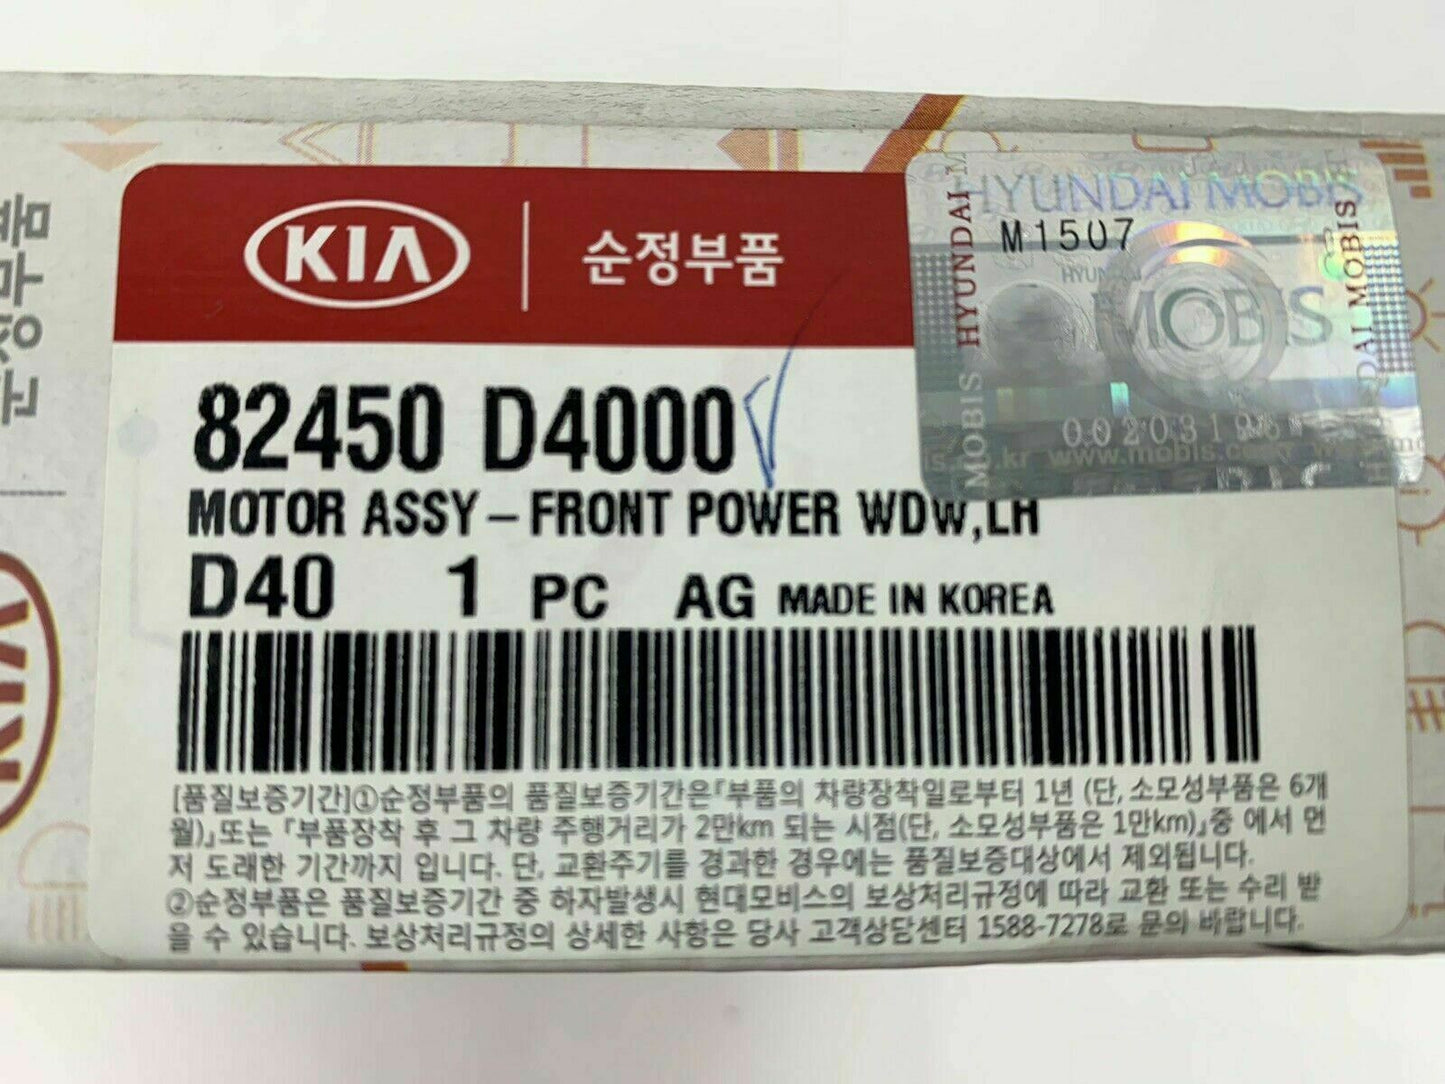 KIA 순정부품
HYUNDAI MOBIS
M1507
HYUNDAI
MOBIS
HYUNDAI
MOBIS
www.mobis.co
82450 D4000
MOTOR ASSY – FRONT POWER WDW,LH
D40 1 PC AG MADE IN KOREA
[품질보증기간]①순정부품의 품질보증기간은「부품의 차량장착일로부터 1년 (단, 소모성부품은 6개
월)」또는 「부품장착 후 그 차량 주행거리가 2만km 되는 시점(단, 소모성부품은 1만km)」중 에서 먼
저 도래한 기간까지 입니다. 단, 교환주기를 경과한 경우에는 품질보증대상에서 제외됩니다.
②순정부품은 품질보증기간 중 하자발생시 현대모비스의 보상처리규정에 따라 교환 또는 수리 받
을 수 있습니다. 보상처리규정의 상세한 사항은 당사 고객상담센터 1588-7278로 문의 바랍니다.
순정부품
KIA